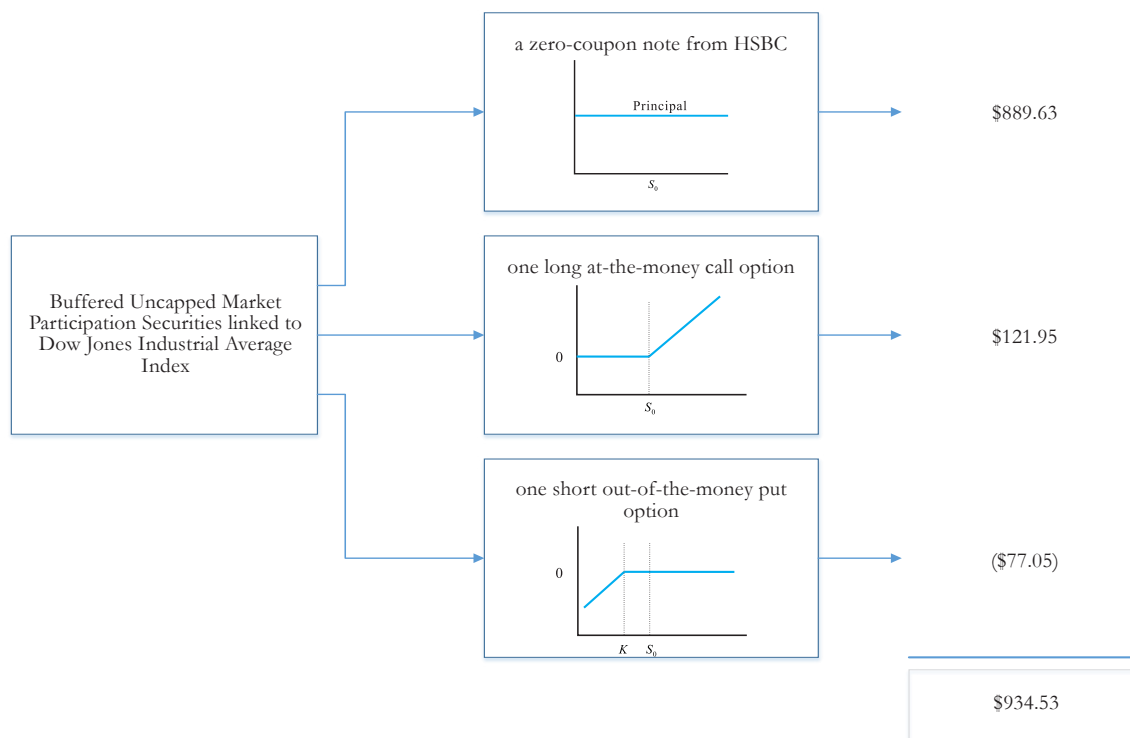 a zero-coupon note from HSBC
Principal
S₀
$889.63
Buffered Uncapped Market
Participation Securities linked to
Dow Jones Industrial Average
Index
one long at-the-money call option
0
S₀
$121.95
one short out-of-the-money put
option
0
K S₀
($77.05)
$934.53